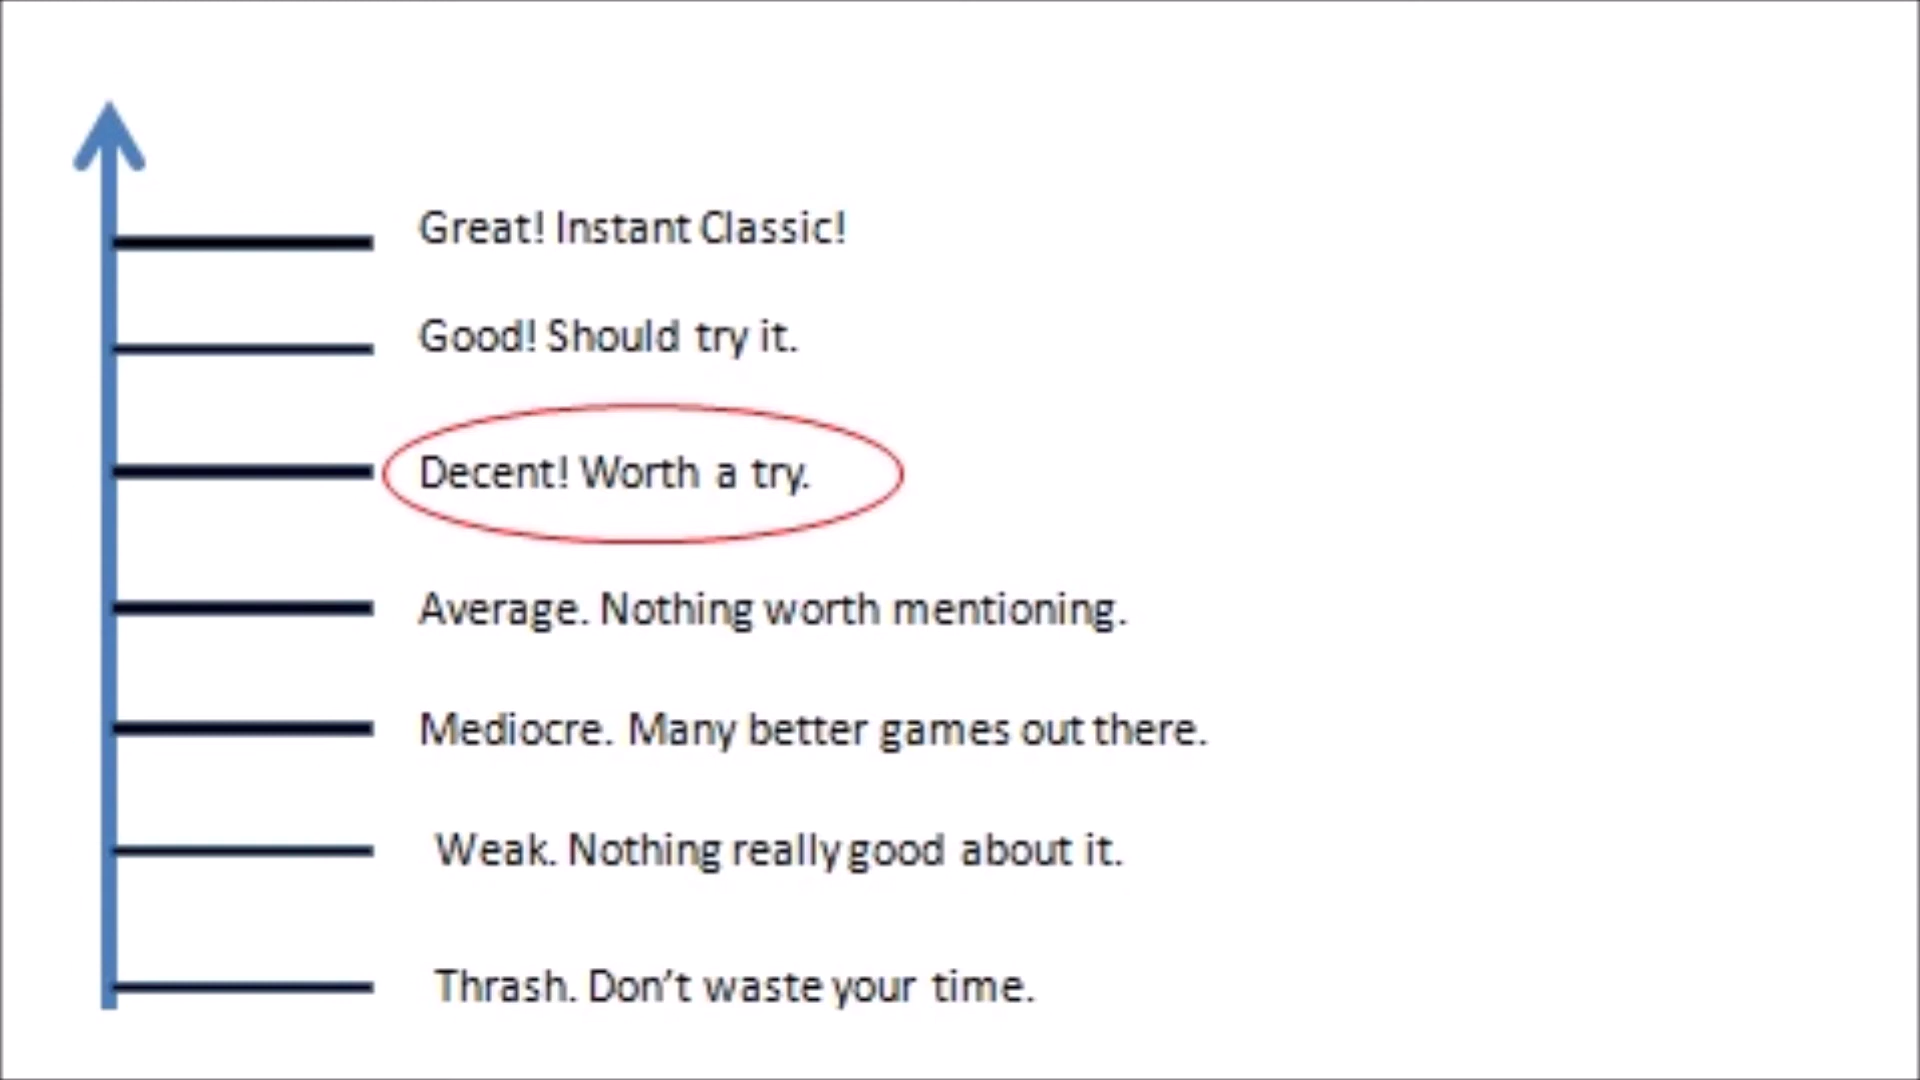 Great! Instant Classic!
Good! Should try it.
Decent! Worth a try.
Average. Nothing worth mentioning.
Mediocre. Many better games out there.
Weak. Nothing really good about it.
Thrash. Don’t waste your time.